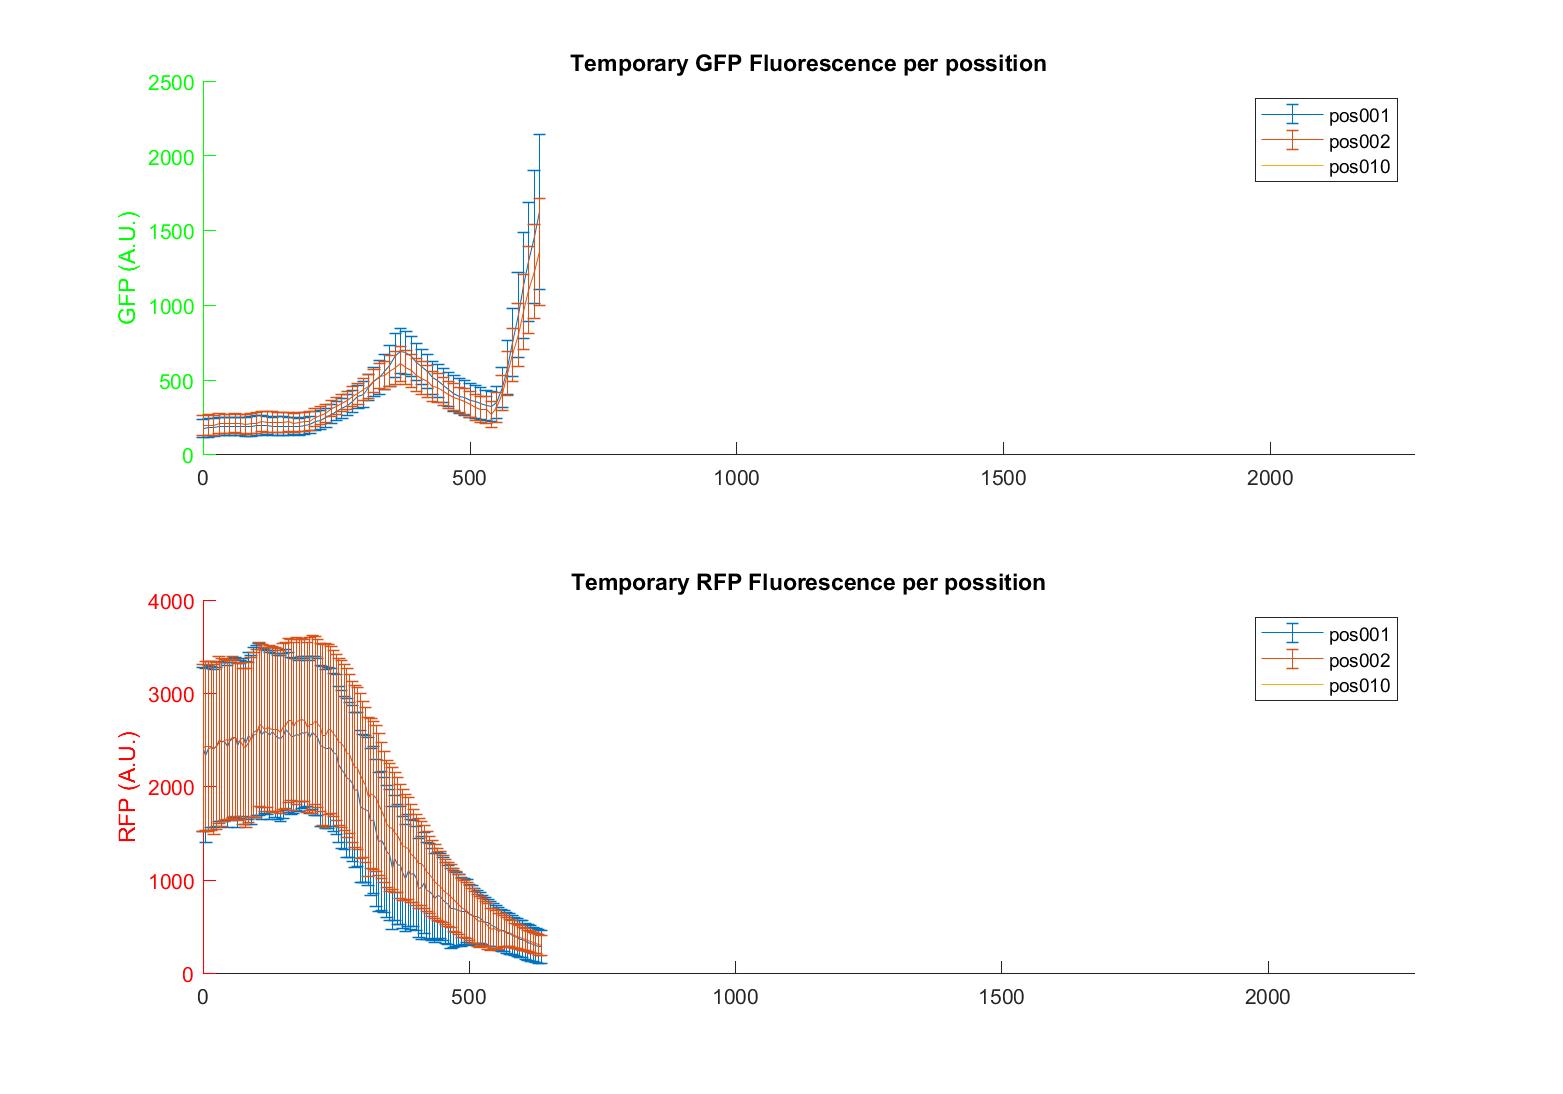 Temporary GFP Fluorescence per possition
2500
2000
1500
1000
500
0
GFP (A.U.)
pos001
pos002
pos010
0 500 1000 1500 2000
Temporary RFP Fluorescence per possition
4000
3000
2000
1000
0
RFP (A.U.)
pos001
pos002
pos010
0 500 1000 1500 2000